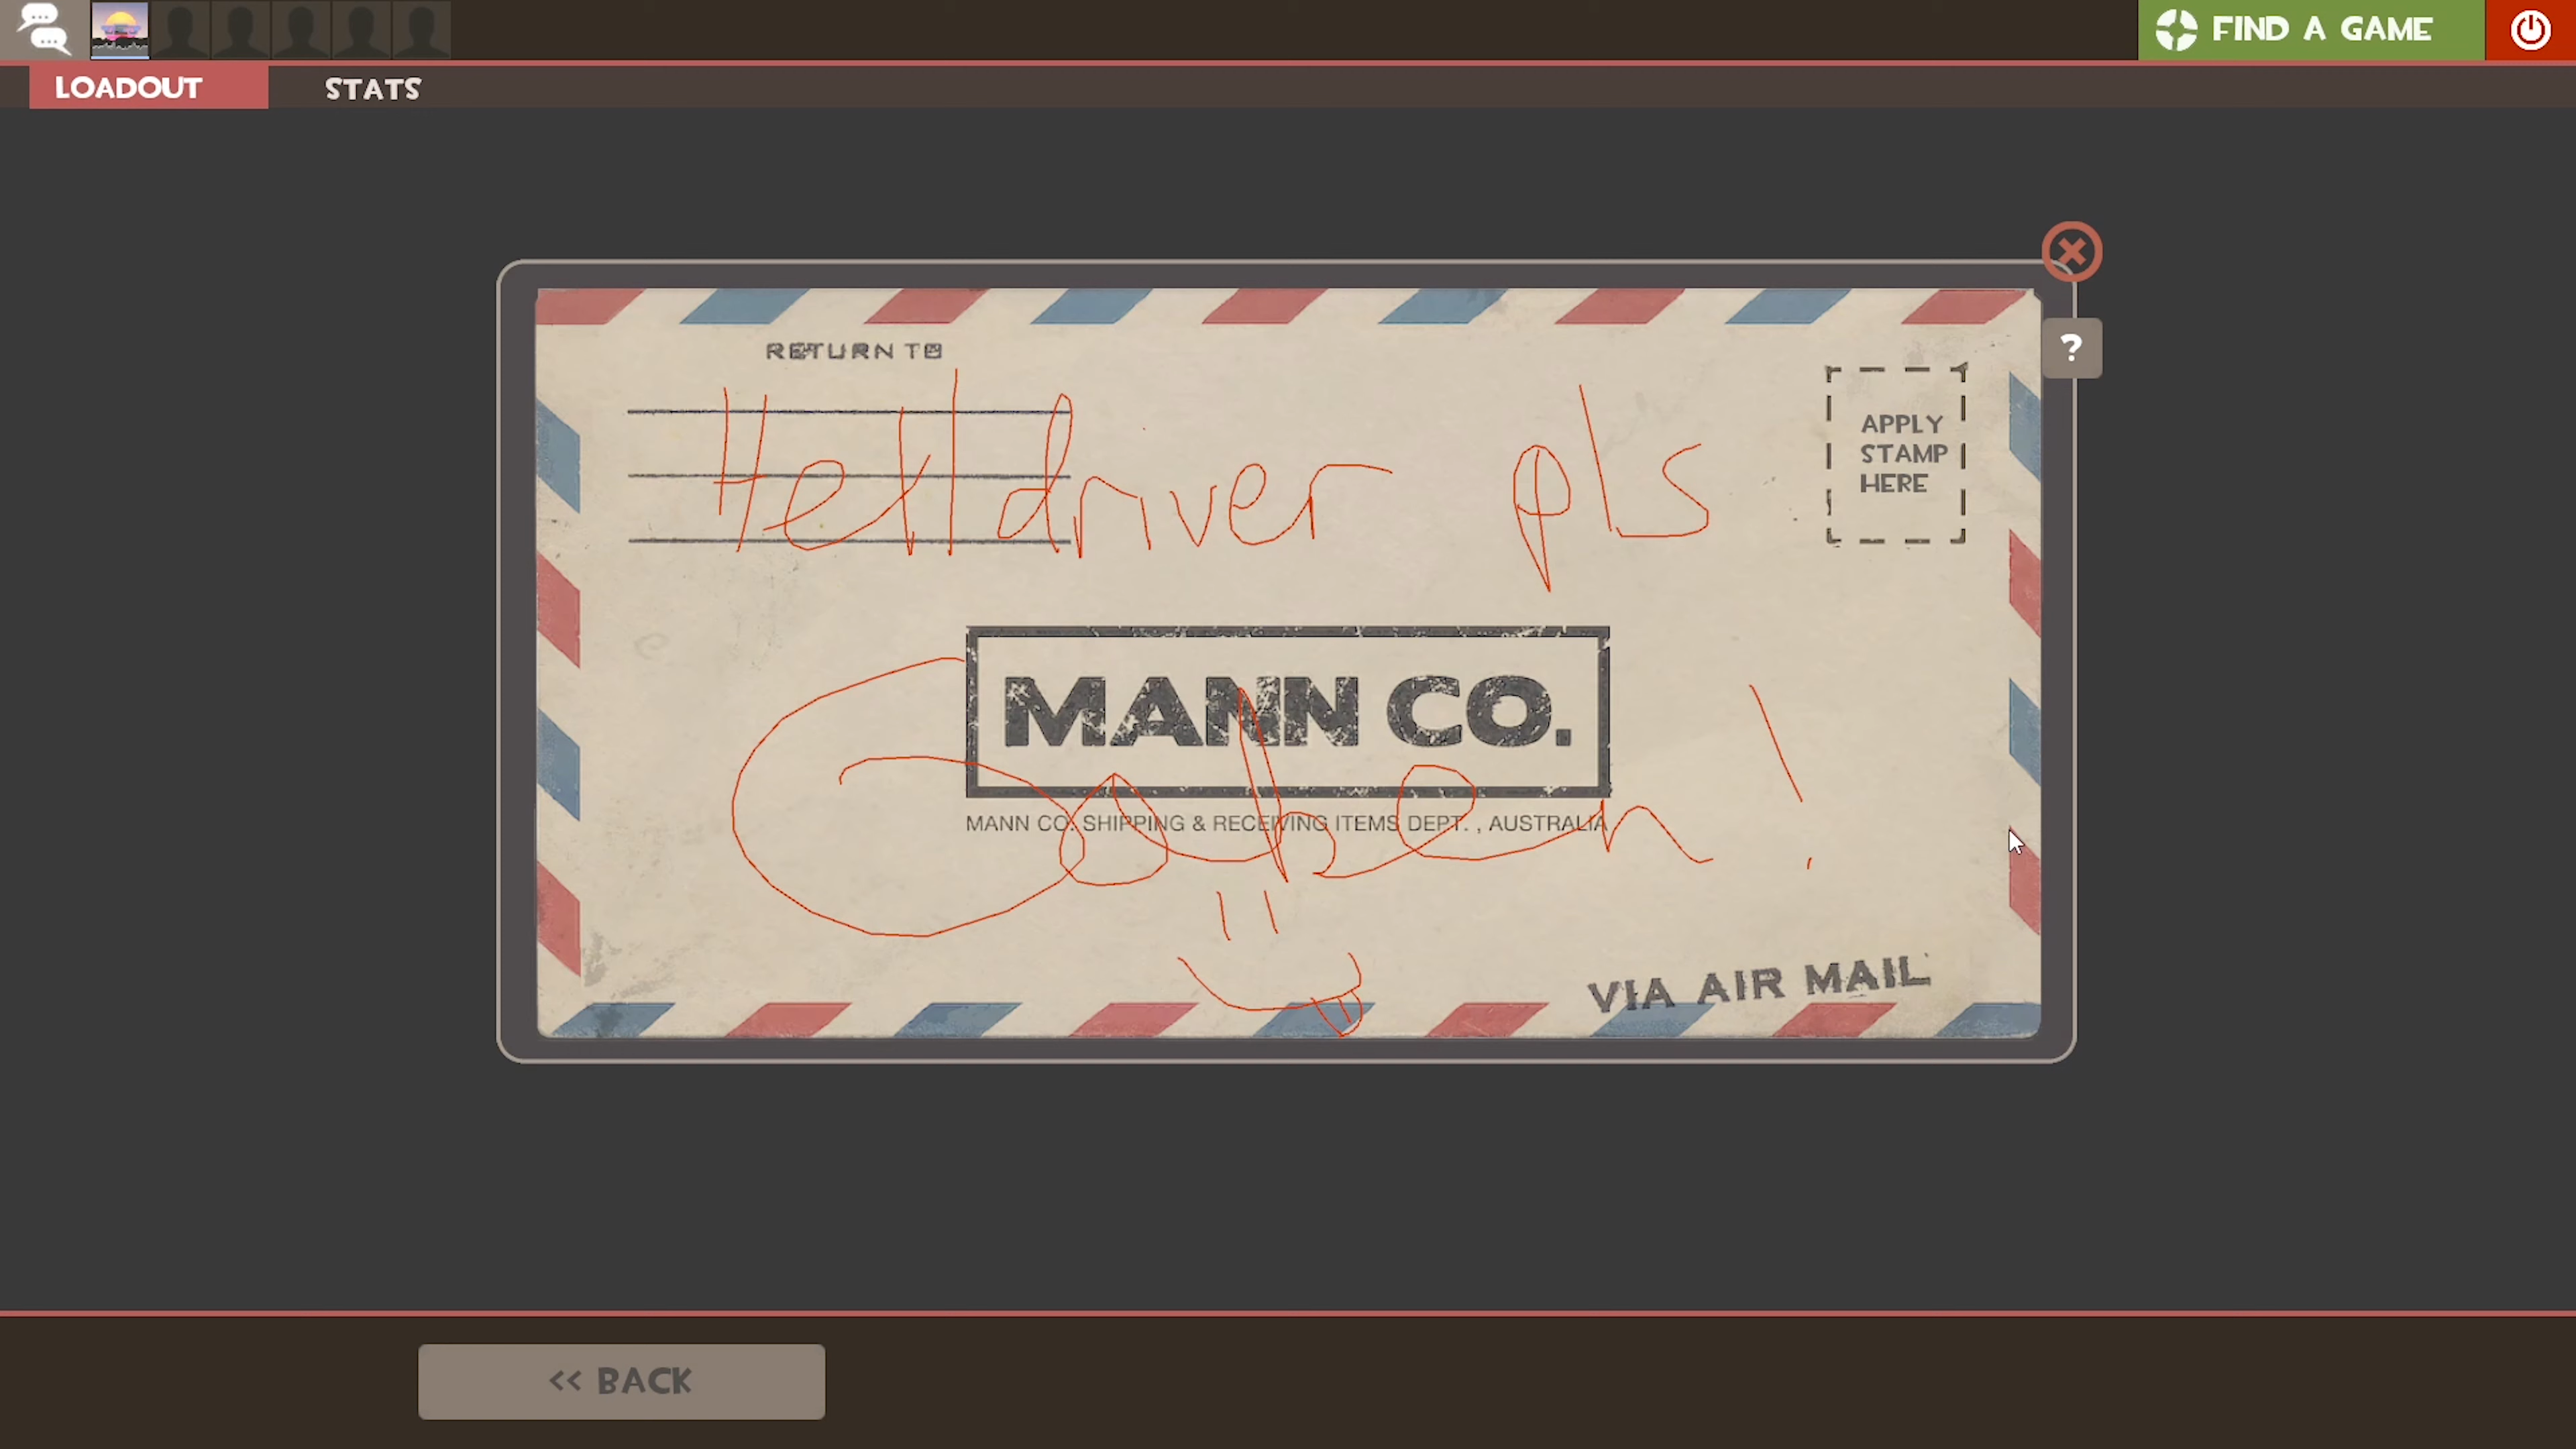 FIND A GAME
LOADOUT
STATS
RETURN TO
Helldriver pls
APPLY
STAMP
HERE
?
MANN CO.
MANN CO. SHIPPING & RECEIVING ITEMS DEPT. , AUSTRALIA
!
VIA AIR MAIL
<< BACK